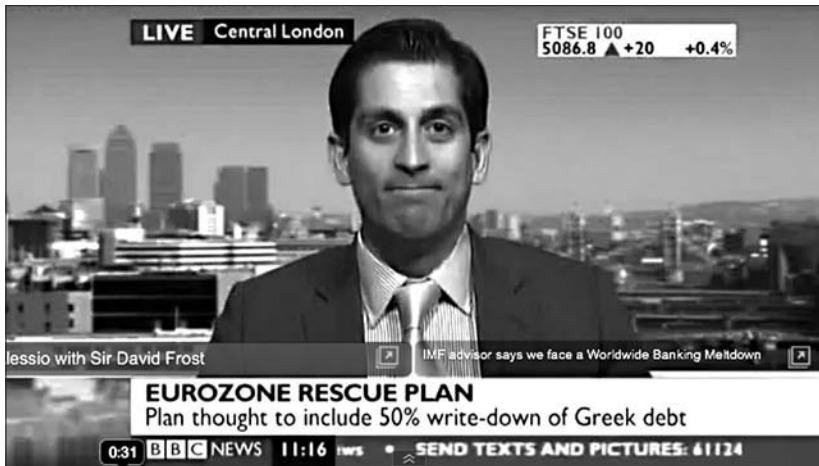 LIVE Central London
FTSE 100
5086.8 ▲ +20 +0.4%
lessio with Sir David Frost
IMF advisor says we face a Worldwide Banking Meltdown
EUROZONE RESCUE PLAN
Plan thought to include 50% write-down of Greek debt
0:31 BBC NEWS 11:16 • SEND TEXTS AND PICTURES: 61124